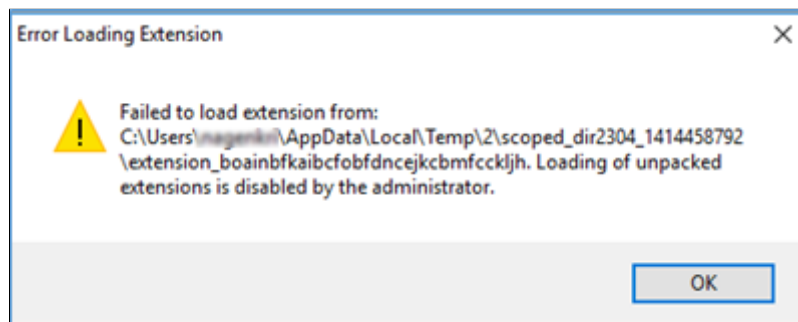 Error Loading Extension
Failed to load extension from:
C:\Users\ \AppData\Local\Temp\2\scoped_dir2304_1414458792
\extension_boainbfkaibcfobfdncejkcbmfcckljh. Loading of unpacked
extensions is disabled by the administrator.
OK